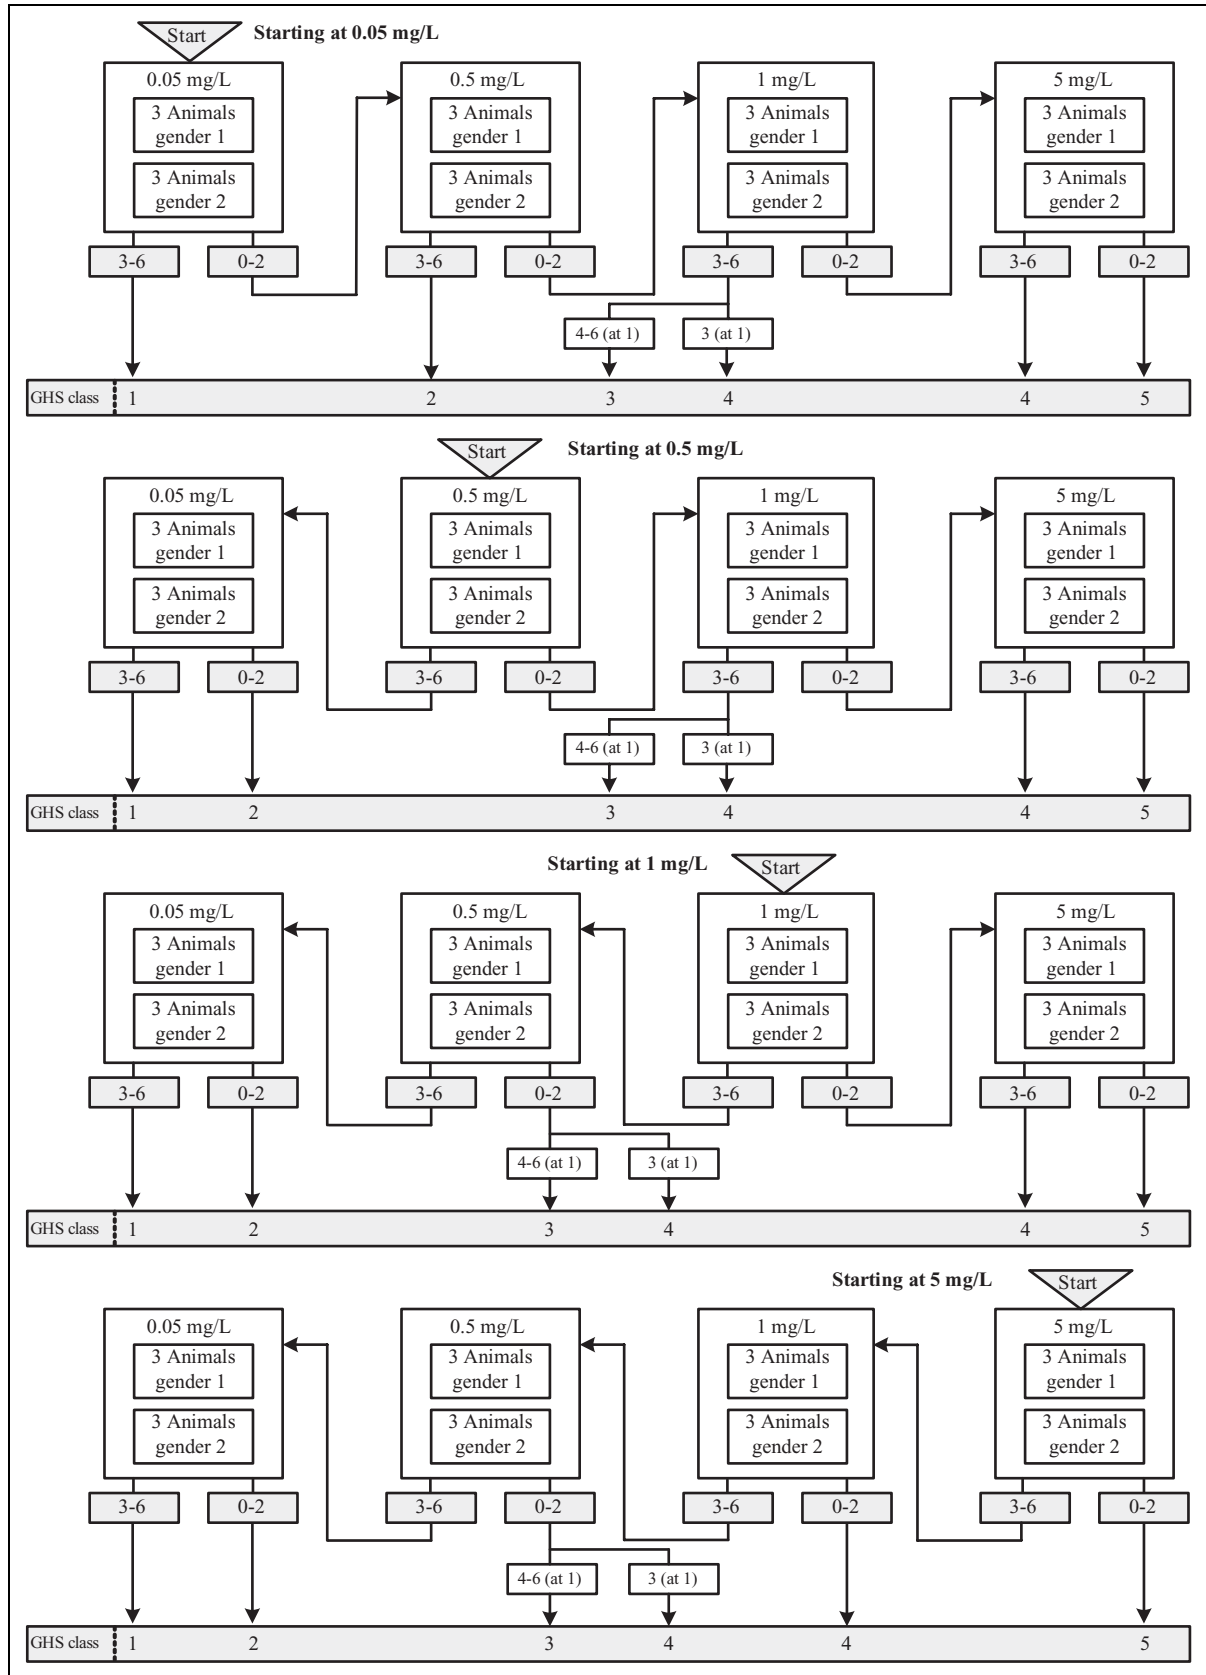 Start Starting at 0.05 mg/L
0.05 mg/L 0.5 mg/L 1 mg/L 5 mg/L
3 Animals 3 Animals 3 Animals 3 Animals
gender 1 gender 1 gender 1 gender 1
3 Animals 3 Animals 3 Animals 3 Animals
gender 2 gender 2 gender 2 gender 2
3-6 0-2 3-6 0-2 3-6 0-2 3-6 0-2
4-6 (at 1) 3 (at 1)
GHS class 1 2 3 4 4 5
Start Starting at 0.5 mg/L
0.05 mg/L 0.5 mg/L 1 mg/L 5 mg/L
3 Animals 3 Animals 3 Animals 3 Animals
gender 1 gender 1 gender 1 gender 1
3 Animals 3 Animals 3 Animals 3 Animals
gender 2 gender 2 gender 2 gender 2
3-6 0-2 3-6 0-2 3-6 0-2 3-6 0-2
4-6 (at 1) 3 (at 1)
GHS class 1 2 3 4 4 5
Starting at 1 mg/L Start
0.05 mg/L 0.5 mg/L 1 mg/L 5 mg/L
3 Animals 3 Animals 3 Animals 3 Animals
gender 1 gender 1 gender 1 gender 1
3 Animals 3 Animals 3 Animals 3 Animals
gender 2 gender 2 gender 2 gender 2
3-6 0-2 3-6 0-2 3-6 0-2 3-6 0-2
4-6 (at 1) 3 (at 1)
GHS class 1 2 3 4 4 5
Starting at 5 mg/L Start
0.05 mg/L 0.5 mg/L 1 mg/L 5 mg/L
3 Animals 3 Animals 3 Animals 3 Animals
gender 1 gender 1 gender 1 gender 1
3 Animals 3 Animals 3 Animals 3 Animals
gender 2 gender 2 gender 2 gender 2
3-6 0-2 3-6 0-2 3-6 0-2 3-6 0-2
4-6 (at 1) 3 (at 1)
GHS class 1 2 3 4 4 5